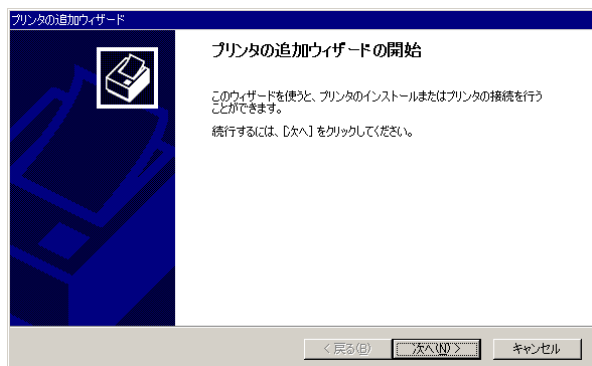 プリンタの追加ウィザード
プリンタの追加ウィザードの開始
このウィザードを使うと、プリンタのインストールまたはプリンタの接続を行う
ことができます。
続行するには、[次へ] をクリックしてください。
< 戻る(B)
次へ(N) >
キャンセル